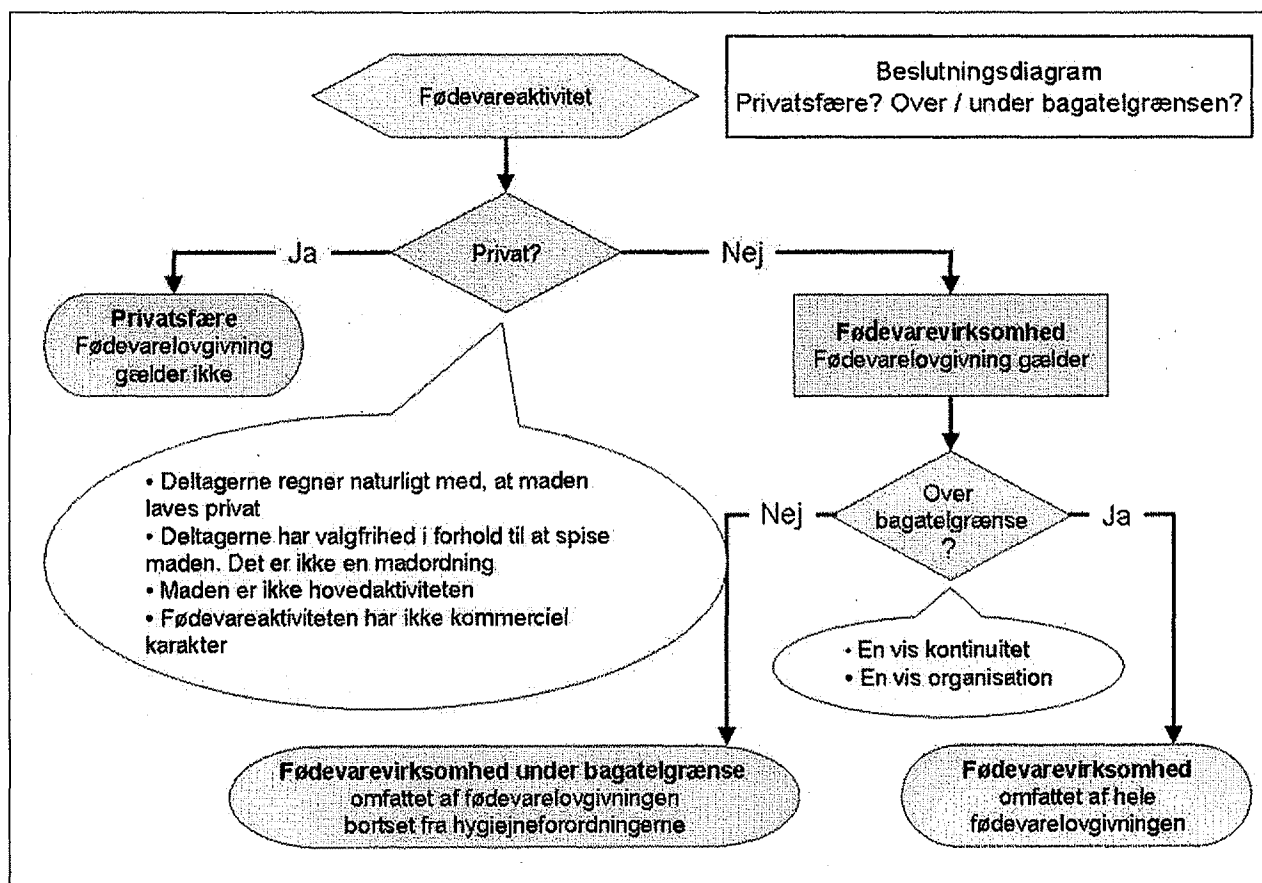 Beslutningsdiagram
Privatsfære? Over / under bagatelgrænsen?
Fødevareaktivitet
Privat?
Ja
Nej
Privatsfære
Fødevarelovgivning
gælder ikke
Fødevarevirksomhed
Fødevarelovgivning gælder
• Deltagerne regner naturligt med, at maden
laves privat
• Deltagerne har valgfrihed i forhold til at spise
maden. Det er ikke en madordning
• Maden er ikke hovedaktiviteten
• Fødevareaktiviteten har ikke kommerciel
karakter
Over
bagatelgrænse
?
Nej
Ja
• En vis kontinuitet
• En vis organisation
Fødevarevirksomhed under bagatelgrænse
omfattet af fødevarelovgivningen
bortset fra hygiejneforordningerne
Fødevarevirksomhed
omfattet af hele
fødevarelovgivningen